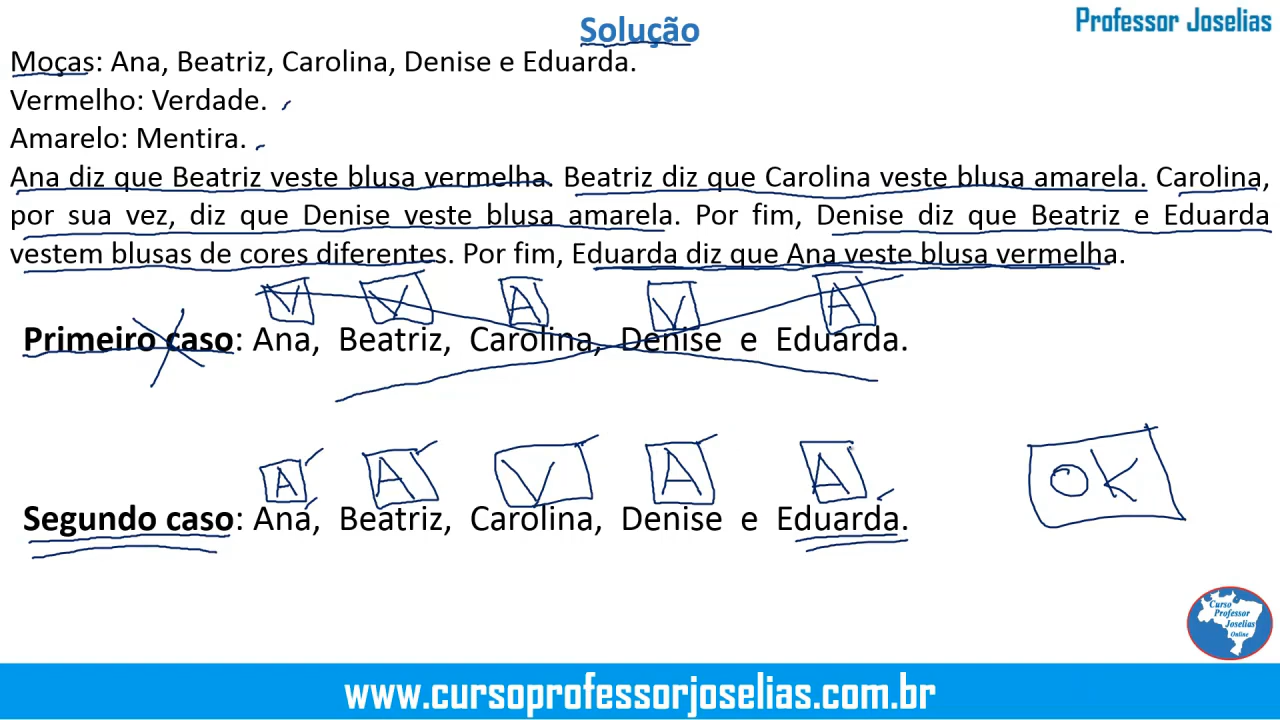 Solução
Professor Joselias
Moças: Ana, Beatriz, Carolina, Denise e Eduarda.
Vermelho: Verdade.
Amarelo: Mentira.
Ana diz que Beatriz veste blusa vermelha. Beatriz diz que Carolina veste blusa amarela. Carolina,
por sua vez, diz que Denise veste blusa amarela. Por fim, Denise diz que Beatriz e Eduarda
vestem blusas de cores diferentes. Por fim, Eduarda diz que Ana veste blusa vermelha.
V V A V A
Primeiro caso: Ana, Beatriz, Carolina, Denise e Eduarda.
A A V A A OK
Segundo caso: Ana, Beatriz, Carolina, Denise e Eduarda.
Curso
Professor
Joselias
Online
www.cursoprofessorjoselias.com.br